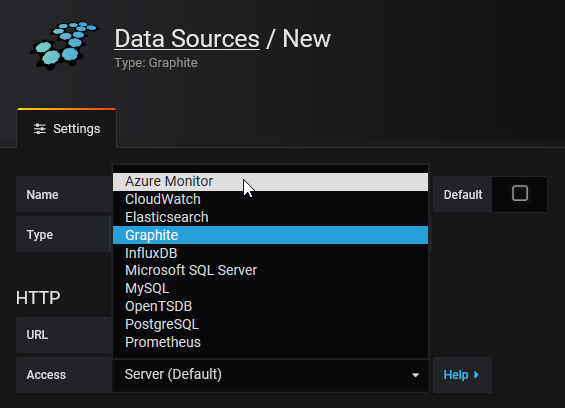 Data Sources / New
Type: Graphite
Settings
Name
Default
Type
Azure Monitor
CloudWatch
Elasticsearch
Graphite
InfluxDB
Microsoft SQL Server
MySQL
OpenTSDB
PostgreSQL
Prometheus
HTTP
URL
Access
Server (Default)
Help